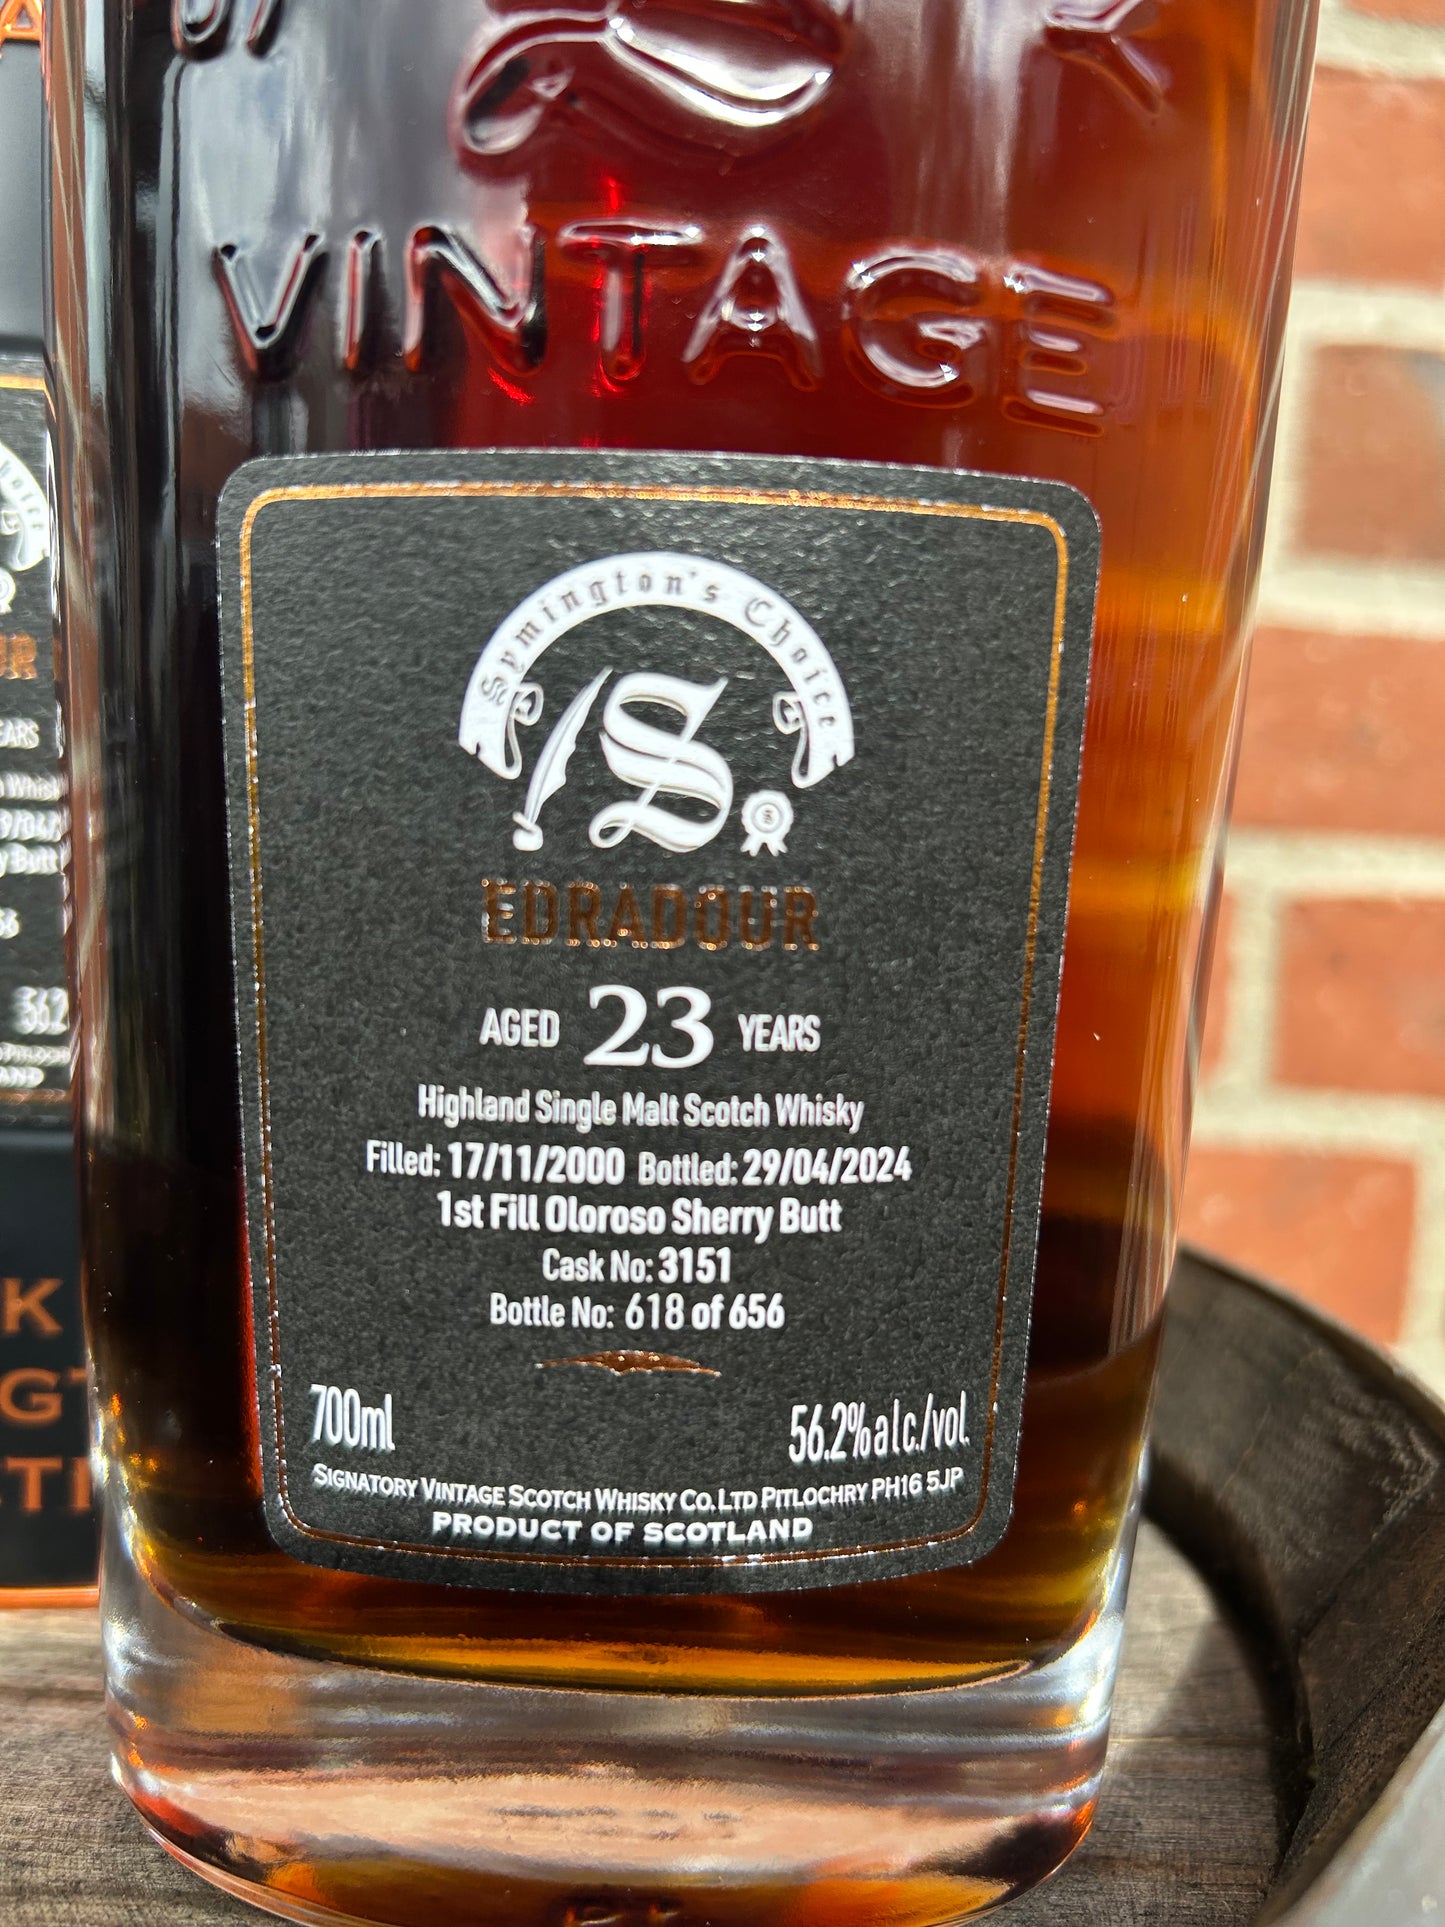 VINTAGE
Symington's Choice
S
EDRADOUR
AGED 23 YEARS
Highland Single Malt Scotch Whisky
Filled: 17/11/2000 Bottled: 29/04/2024
1st Fill Oloroso Sherry Butt
Cask No: 3151
Bottle No: 618 of 656
700ml 56.2%alc./vol.
SIGNATORY VINTAGE SCOTCH WHISKY CO. LTD PITLOCHRY PH16 5JP
PRODUCT OF SCOTLAND